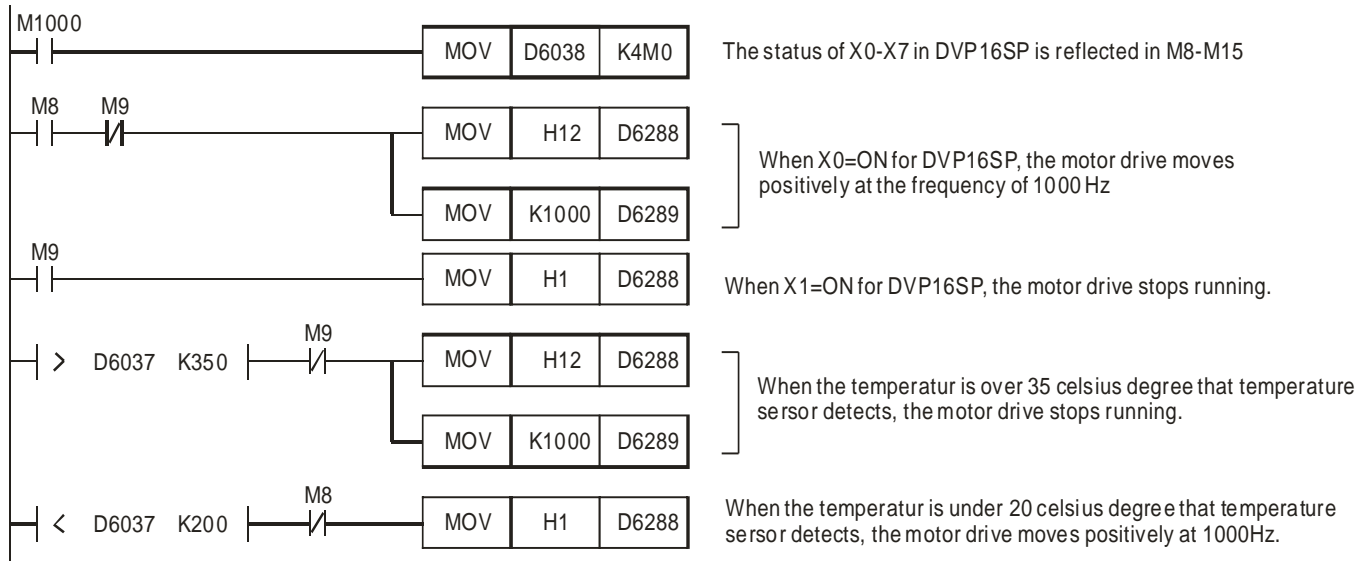 M1000
MOV D6038 K4M0 The status of X0-X7 in DVP16SP is reflected in M8-M15
M8 M9
MOV H12 D6288
When X0=ON for DVP16SP, the motor drive moves
positively at the frequency of 1000 Hz
MOV K1000 D6289
M9
MOV H1 D6288 When X1=ON for DVP16SP, the motor drive stops running.
M9
> D6037 K350 MOV H12 D6288
When the temperatur is over 35 celsius degree that temperature
sersor detects, the motor drive stops running.
MOV K1000 D6289
M8
< D6037 K200 MOV H1 D6288
When the temperatur is under 20 celsius degree that temperature
sersor detects, the motor drive moves positively at 1000Hz.